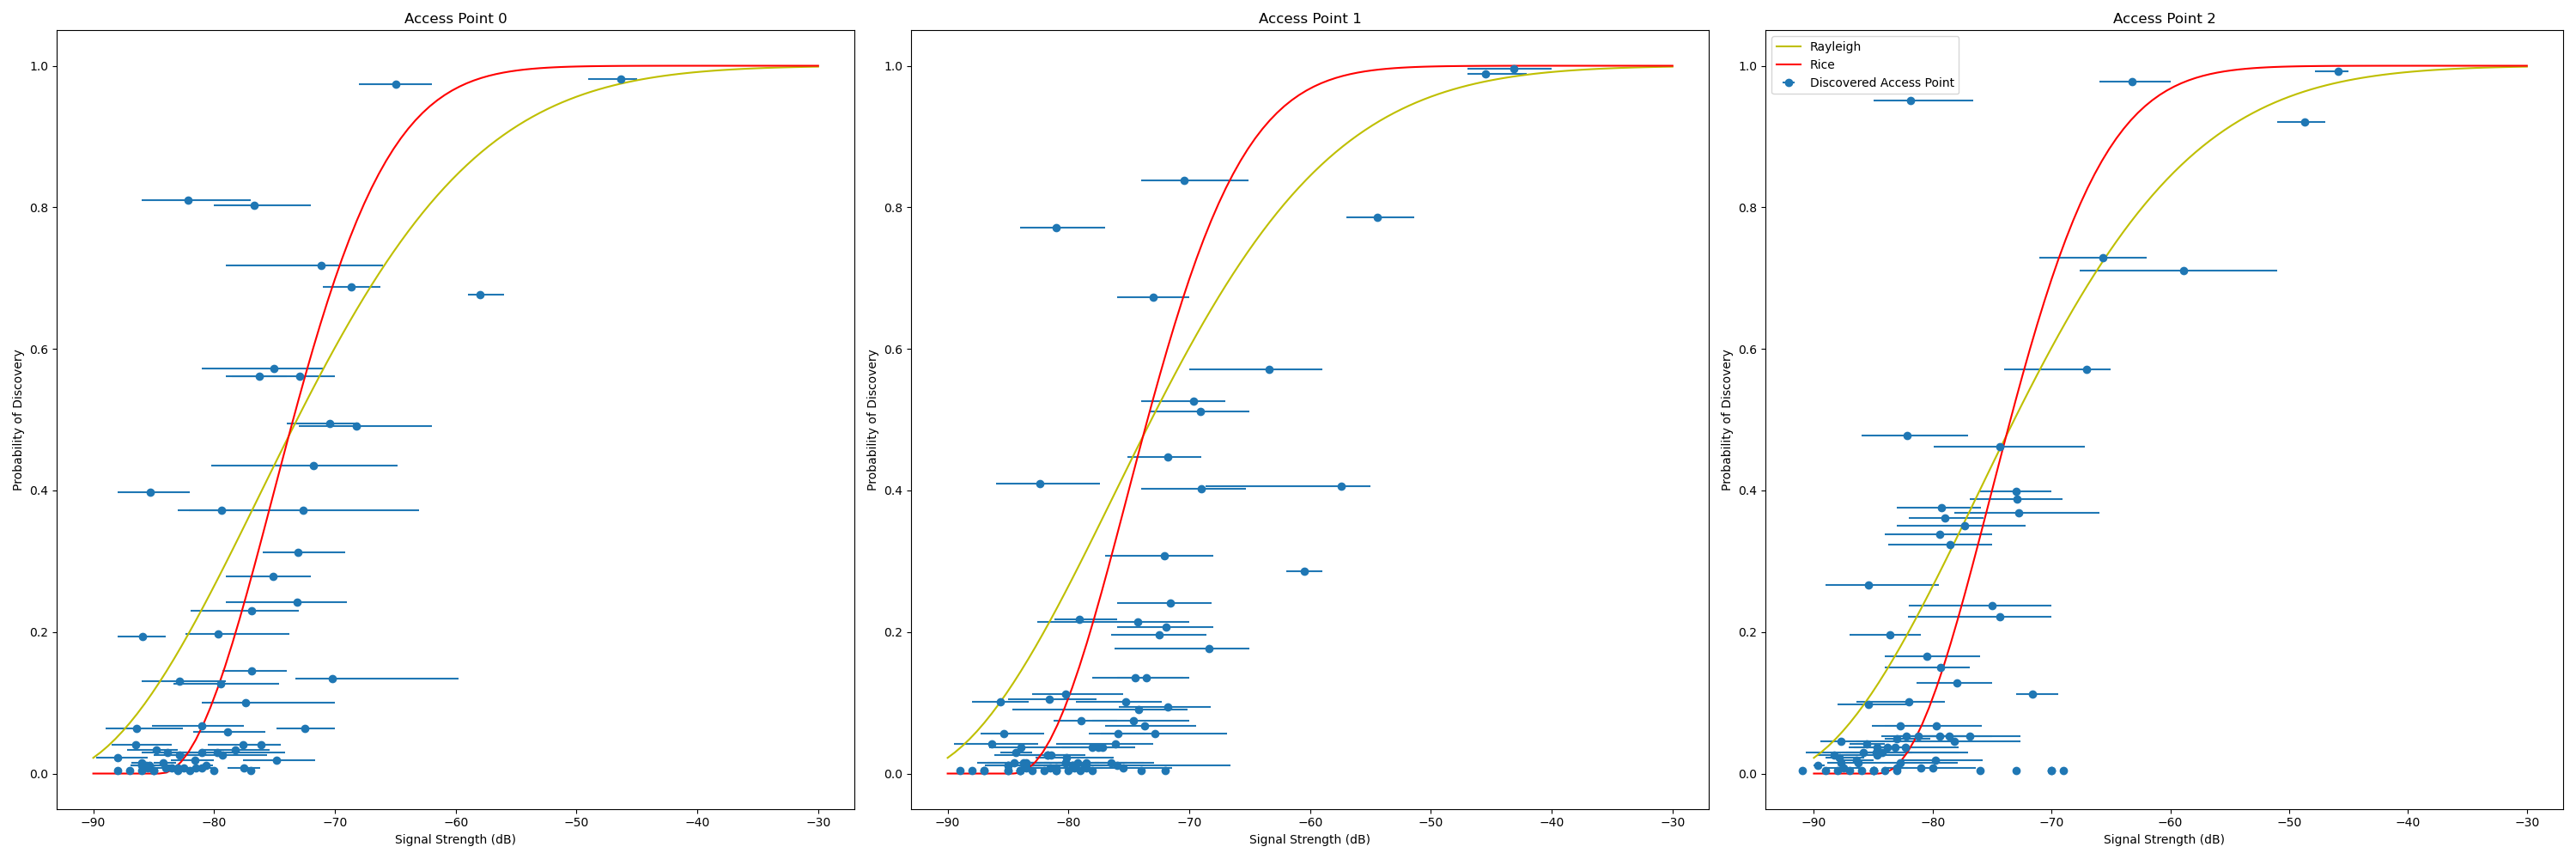 Access Point 0
1.0
0.8
0.6
0.4
0.2
0.0
Probability of Discovery
−90 −80 −70 −60 −50 −40 −30
Signal Strength (dB)
Access Point 1
1.0
0.8
0.6
0.4
0.2
0.0
Probability of Discovery
−90 −80 −70 −60 −50 −40 −30
Signal Strength (dB)
Access Point 2
Rayleigh
Rice
Discovered Access Point
1.0
0.8
0.6
0.4
0.2
0.0
Probability of Discovery
−90 −80 −70 −60 −50 −40 −30
Signal Strength (dB)